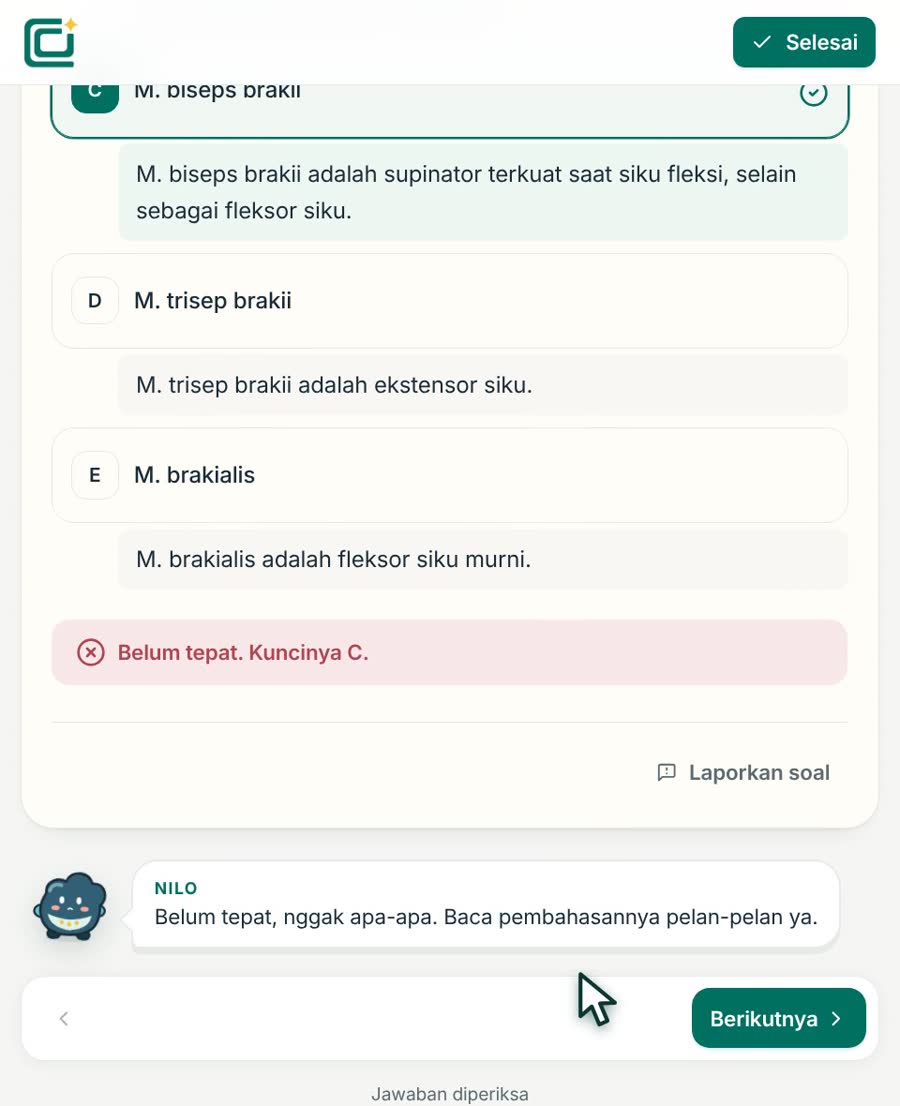 Selesai
C
M. biseps brakii
M. biseps brakii adalah supinator terkuat saat siku fleksi, selain
sebagai fleksor siku.
D
M. trisep brakii
M. trisep brakii adalah ekstensor siku.
E
M. brakialis
M. brakialis adalah fleksor siku murni.
Belum tepat. Kuncinya C.
Laporkan soal
NILO
Belum tepat, nggak apa-apa. Baca pembahasannya pelan-pelan ya.
Berikutnya
Jawaban diperiksa